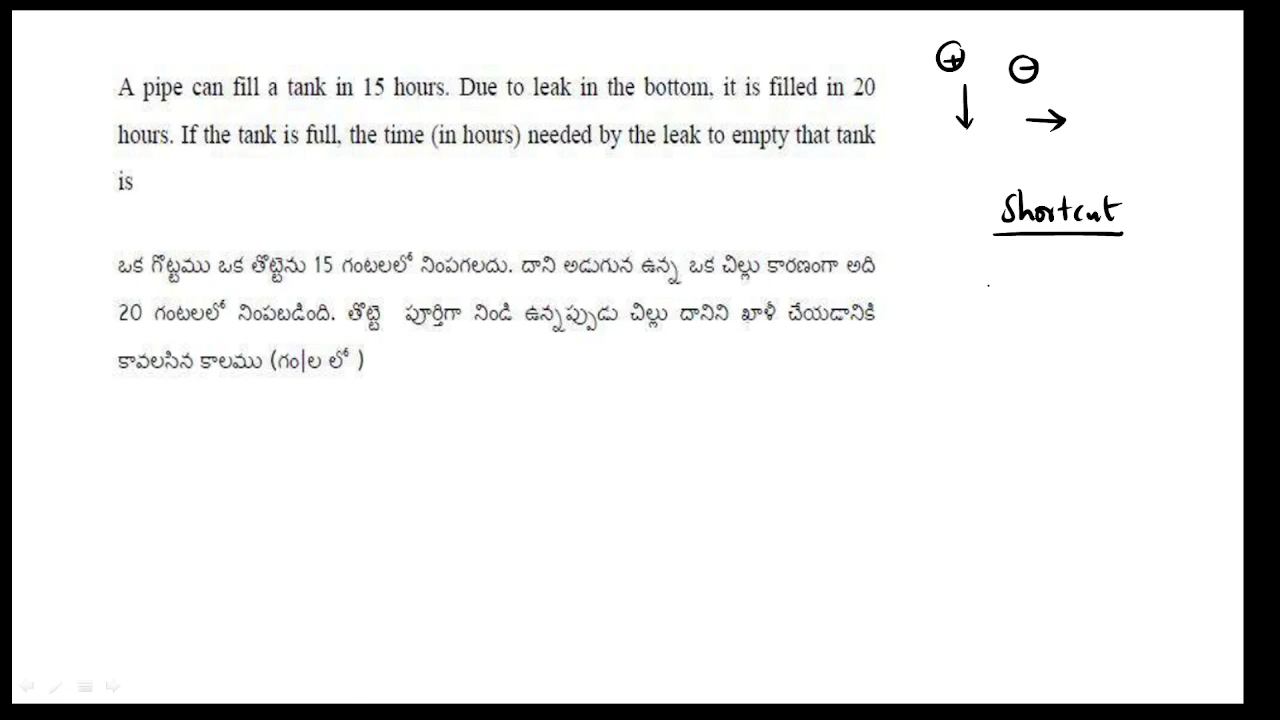 A pipe can fill a tank in 15 hours. Due to leak in the bottom, it is filled in 20
hours. If the tank is full, the time (in hours) needed by the leak to empty that tank
is
ఒక గొట్టము ఒక తొట్టెను 15 గంటలలో నింపగలదు. దాని అడుగున ఉన్న ఒక చిల్లు కారణంగా అది
20 గంటలలో నింపబడింది. తొట్టె పూర్తిగా నిండి ఉన్నప్పుడు చిల్లు దానిని ఖాళీ చేయడానికి
కావలసిన కాలము (గం|ల లో )
+ −
↓ →
Shortcut